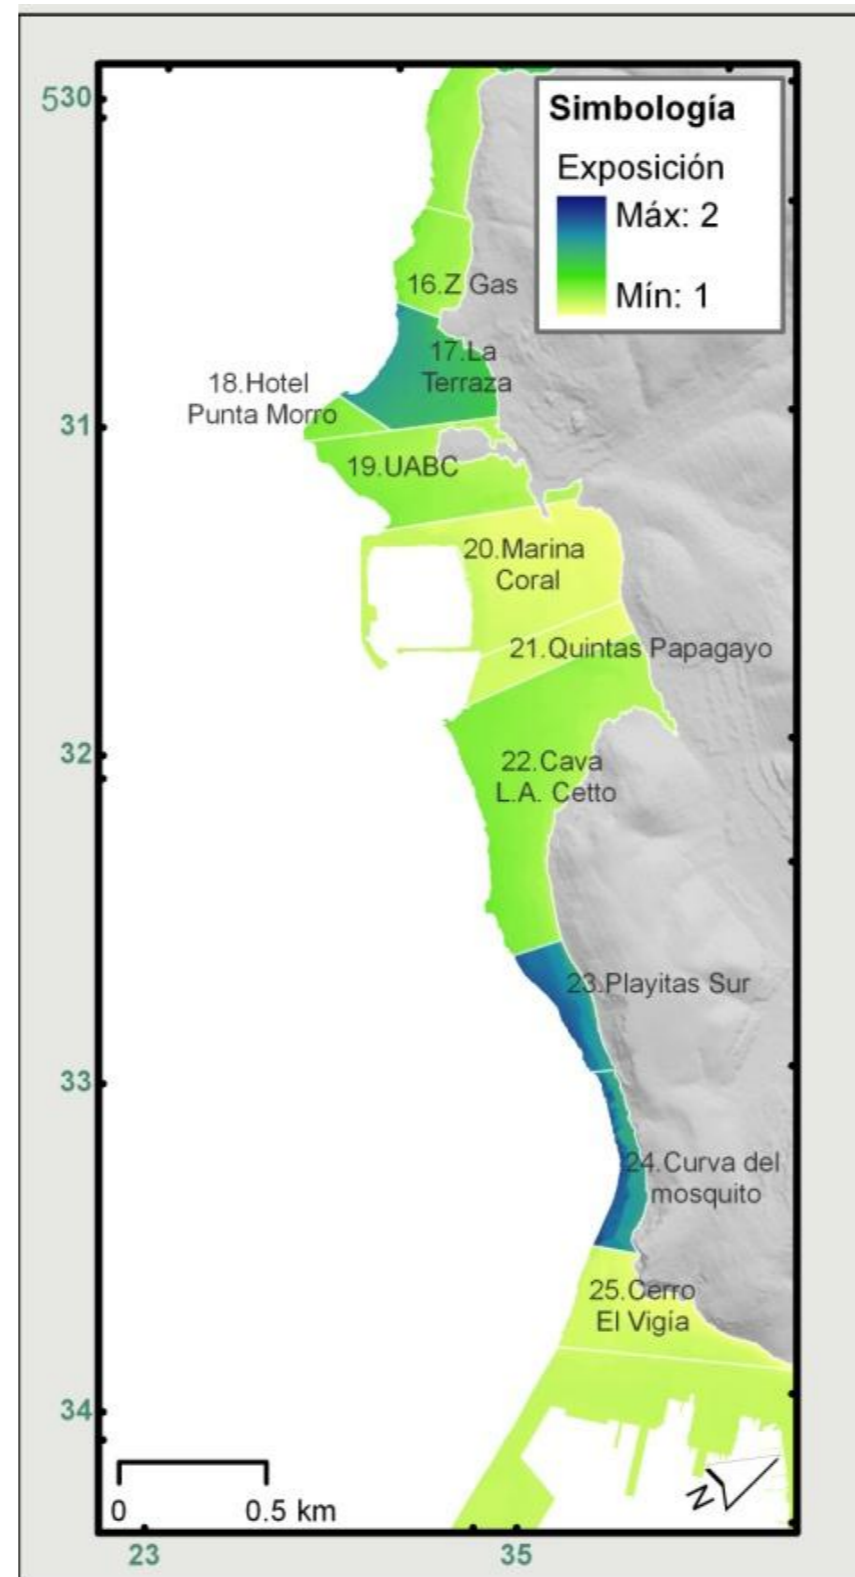 530
Simbología
Exposición
Máx: 2
Mín: 1
16.Z Gas
17.La
Terraza
18.Hotel
Punta Morro
31
19.UABC
20.Marina
Coral
21.Quintas Papagayo
32
22.Cava
L.A. Cetto
23.Playitas Sur
33
24.Curva del
mosquito
25.Cerro
El Vigía
34
0
0.5 km
N
23
35